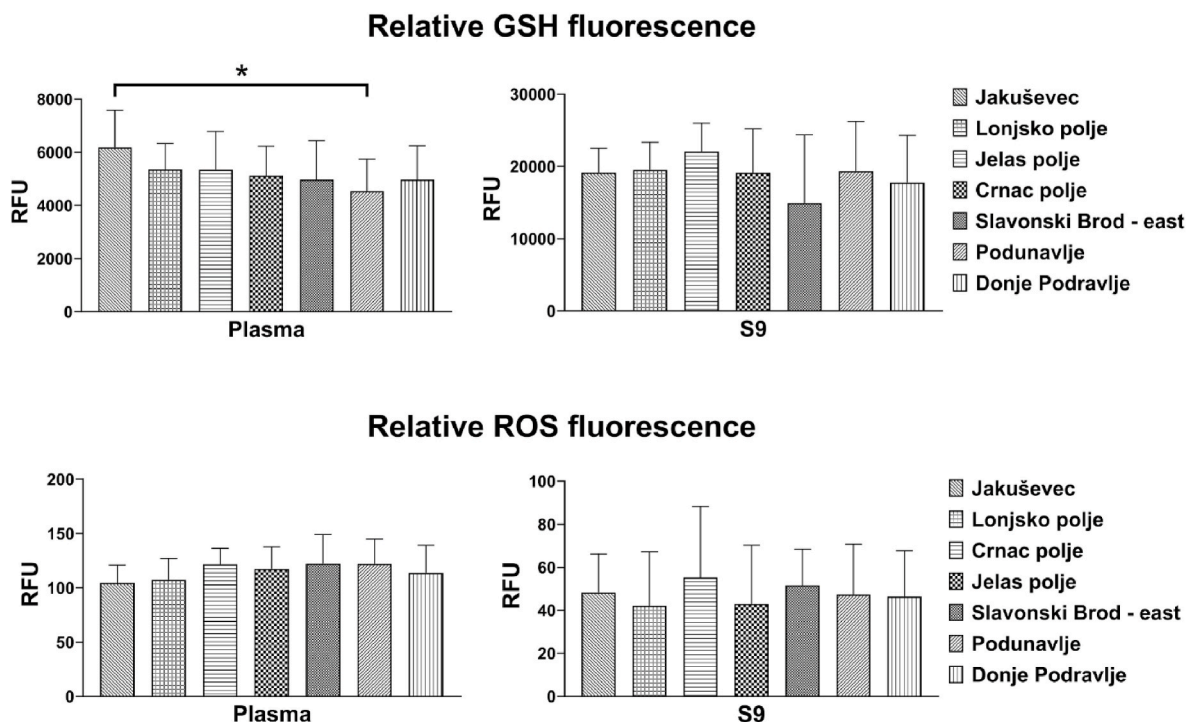 Relative GSH fluorescence
*
8000
6000
4000
2000
0
RFU
Plasma
30000
20000
10000
0
RFU
S9
Jakuševec
Lonjsko polje
Jelas polje
Crnac polje
Slavonski Brod - east
Podunavlje
Donje Podravlje
Relative ROS fluorescence
200
150
100
50
0
RFU
Plasma
100
80
60
40
20
0
RFU
S9
Jakuševec
Lonjsko polje
Crnac polje
Jelas polje
Slavonski Brod - east
Podunavlje
Donje Podravlje